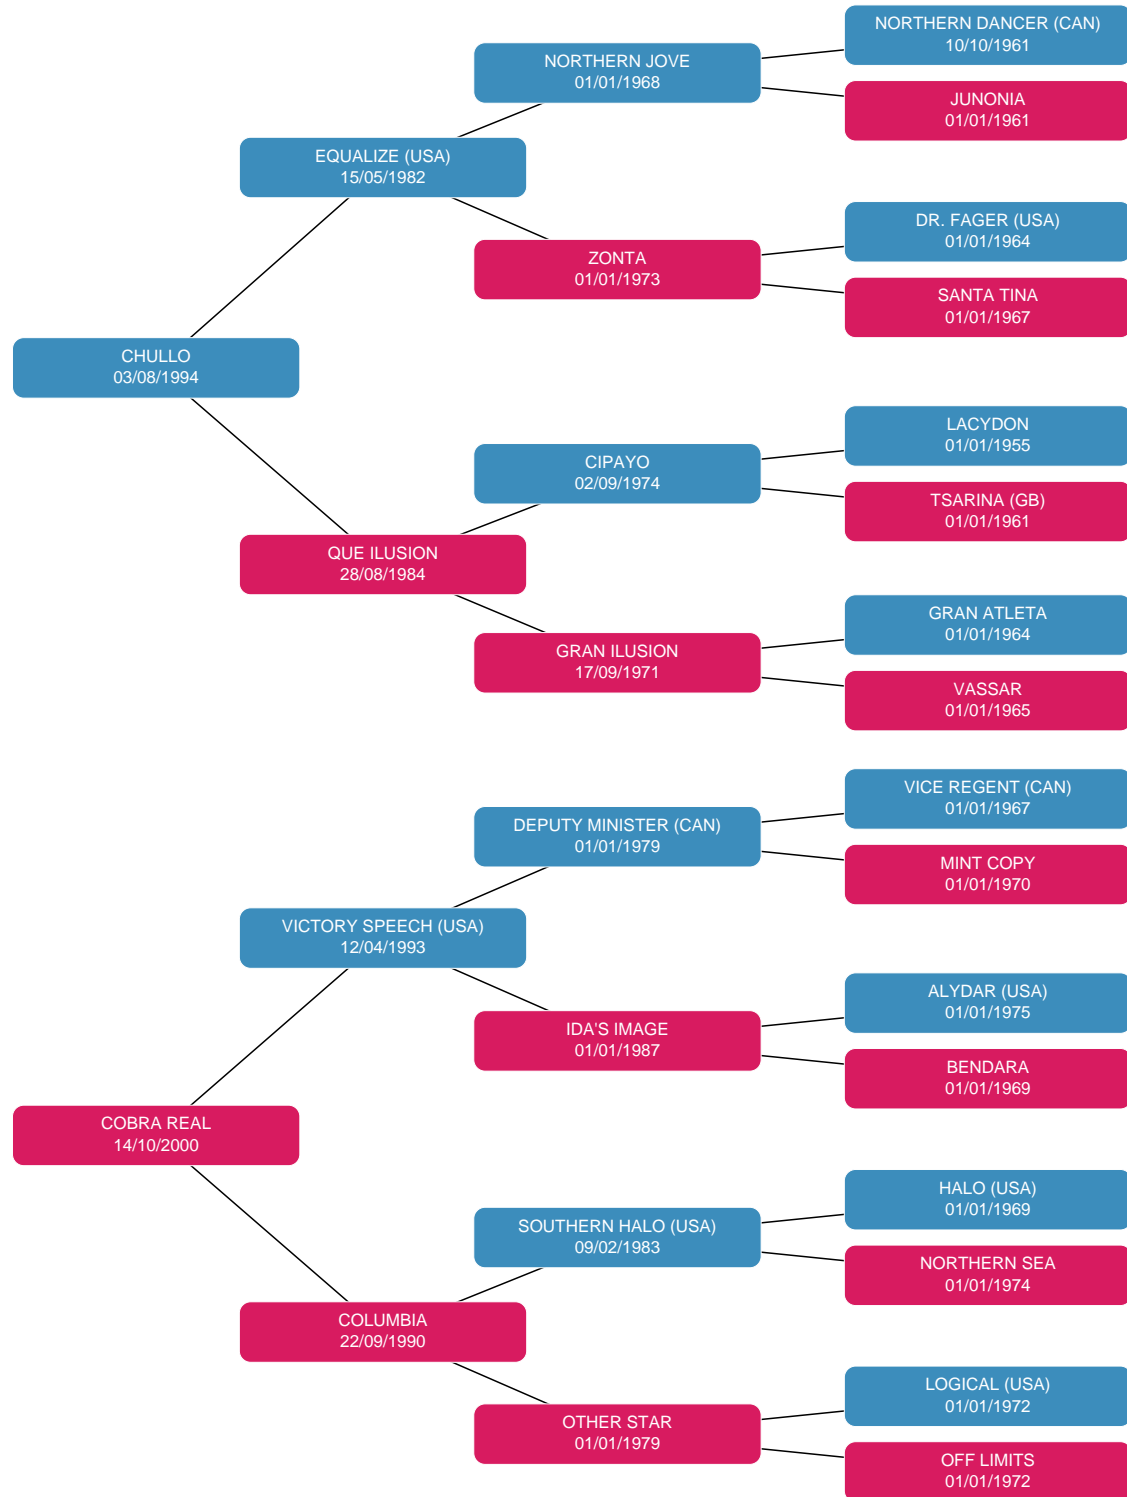 NORTHERN DANCER (CAN)
10/10/1961
NORTHERN JOVE
01/01/1968
JUNONIA
01/01/1961
EQUALIZE (USA)
15/05/1982
DR. FAGER (USA)
01/01/1964
ZONTA
01/01/1973
SANTA TINA
01/01/1967
CHULLO
03/08/1994
LACYDON
01/01/1955
CIPAYO
02/09/1974
TSARINA (GB)
01/01/1961
QUE ILUSION
28/08/1984
GRAN ATLETA
01/01/1964
GRAN ILUSION
17/09/1971
VASSAR
01/01/1965
VICE REGENT (CAN)
01/01/1967
DEPUTY MINISTER (CAN)
01/01/1979
MINT COPY
01/01/1970
VICTORY SPEECH (USA)
12/04/1993
ALYDAR (USA)
01/01/1975
IDA'S IMAGE
01/01/1987
BENDARA
01/01/1969
COBRA REAL
14/10/2000
HALO (USA)
01/01/1969
SOUTHERN HALO (USA)
09/02/1983
NORTHERN SEA
01/01/1974
COLUMBIA
22/09/1990
LOGICAL (USA)
01/01/1972
OTHER STAR
01/01/1979
OFF LIMITS
01/01/1972